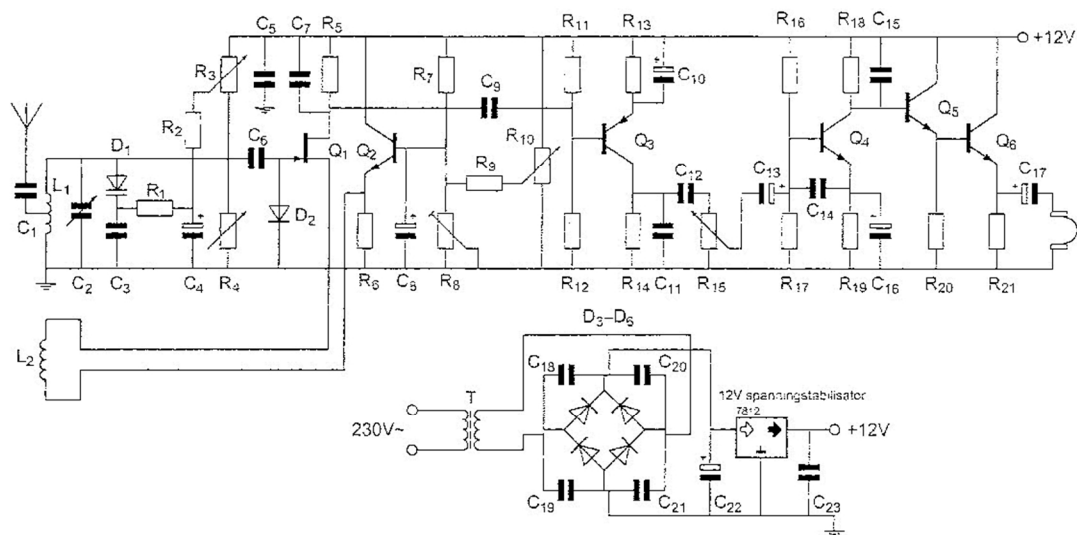 C5 C7 R5 R11 R13 R16 R18 C15
+12V
R3 R7 C9 C10
R2 R10 Q5
C6 Q1 Q2 Q3 Q4 Q6
D1 R9 C12 C13 C17
L1 R1 C14
C1 D2
C2 C3 C4 R4 R6 C8 R8 R12 R14 C11 R15 R17 R19 C16 R20 R21
D3–D6
L2 C18 C20
12V spanningstabilisator
T 7812
230V~ +12V
C19 C21 C22 C23